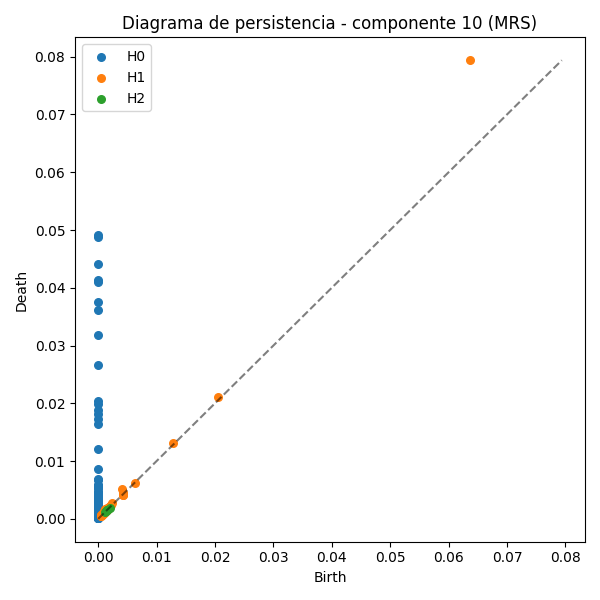 Diagrama de persistencia - componente 10 (MRS)
H0
H1
H2
0.08
0.07
0.06
0.05
0.04
0.03
0.02
0.01
0.00
Death
0.00 0.01 0.02 0.03 0.04 0.05 0.06 0.07 0.08
Birth